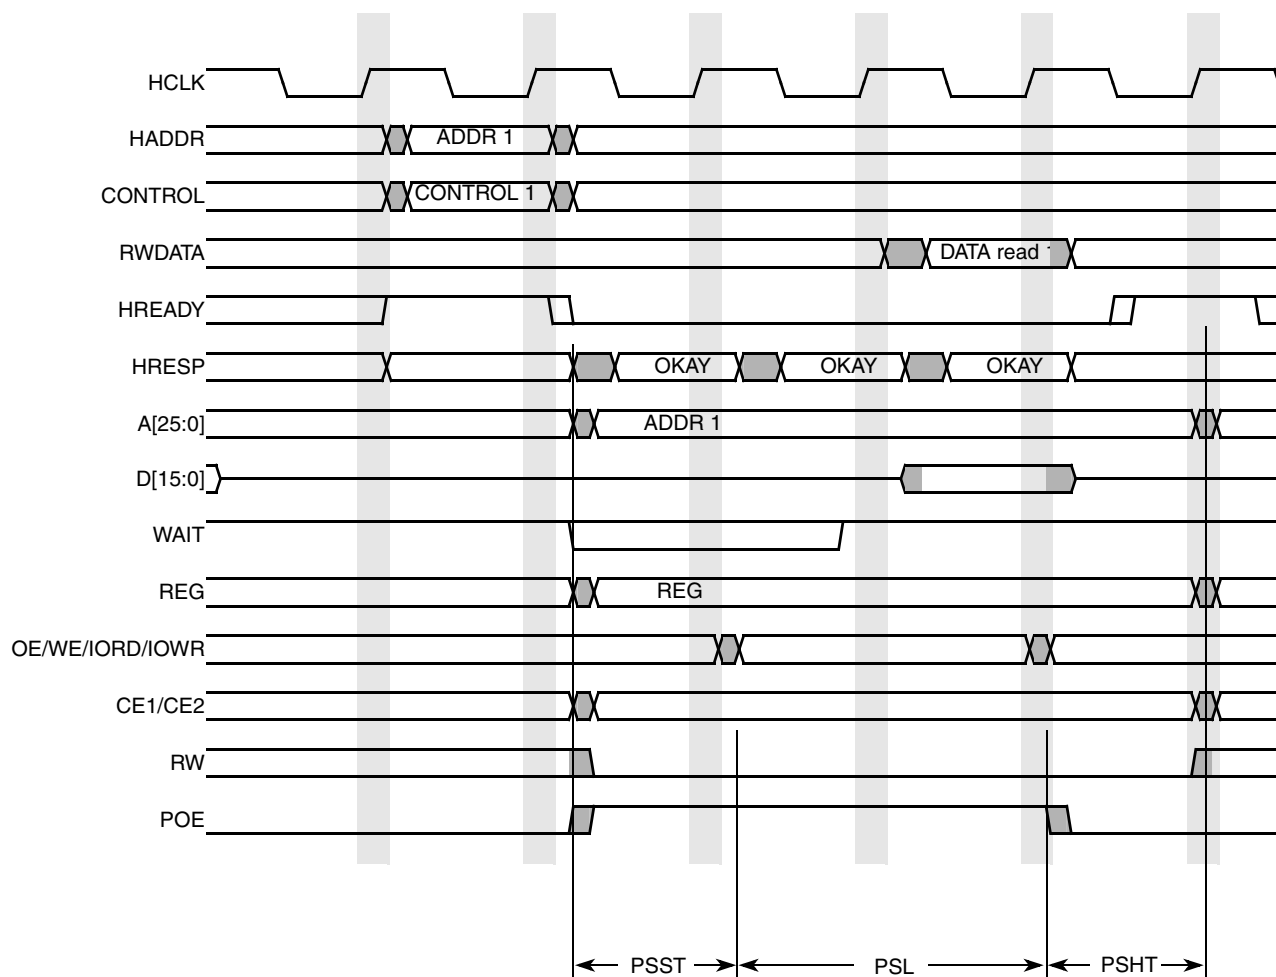 HCLK
HADDR ADDR 1
CONTROL CONTROL 1
RWDATA DATA read 1
HREADY
HRESP OKAY OKAY OKAY
A[25:0] ADDR 1
D[15:0]
WAIT
REG REG
OE/WE/IORD/IOWR
CE1/CE2
RW
POE
PSST PSL PSHT